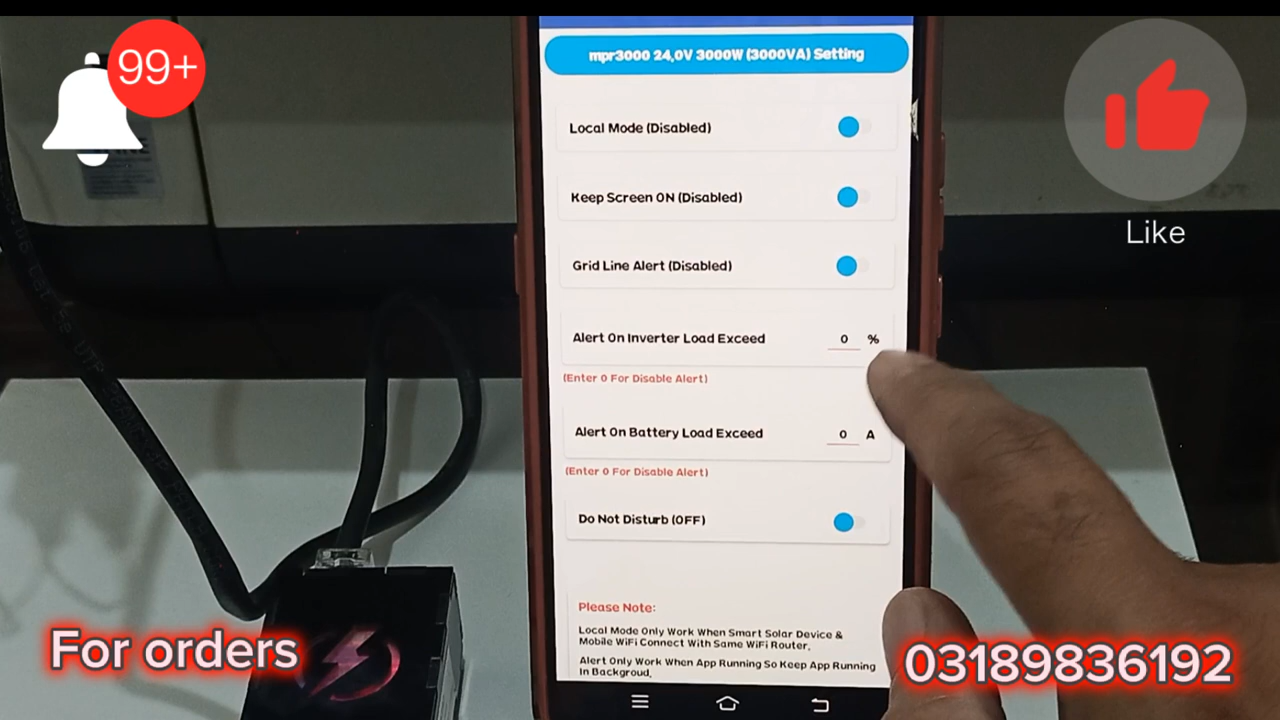 99+
mpr3000 24.0V 3000W (3000VA) Setting
Local Mode (Disabled)
Keep Screen ON (Disabled)
Like
Grid Line Alert (Disabled)
Alert On Inverter Load Exceed 0 %
(Enter 0 For Disable Alert)
Alert On Battery Load Exceed 0 A
(Enter 0 For Disable Alert)
Do Not Disturb (OFF)
Please Note:
Local Mode Only Work When Smart Solar Device &
Mobile WiFi Connect With Same WiFi Router.
Alert Only Work When App Running So Keep App Running
In Backgroud.
For orders
03189836192